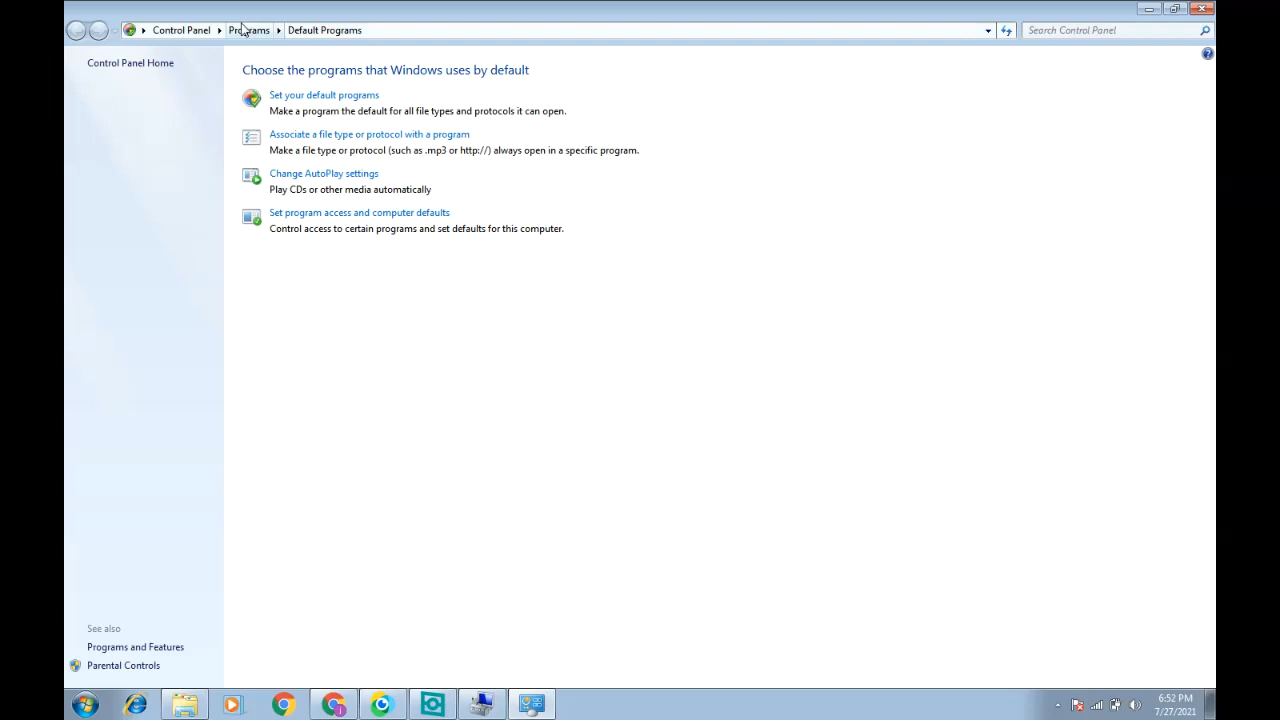 Control Panel Programs Default Programs
Search Control Panel
Control Panel Home
Choose the programs that Windows uses by default
Set your default programs
Make a program the default for all file types and protocols it can open.
Associate a file type or protocol with a program
Make a file type or protocol (such as .mp3 or http://) always open in a specific program.
Change AutoPlay settings
Play CDs or other media automatically
Set program access and computer defaults
Control access to certain programs and set defaults for this computer.
See also
Programs and Features
Parental Controls
6:52 PM
7/27/2021